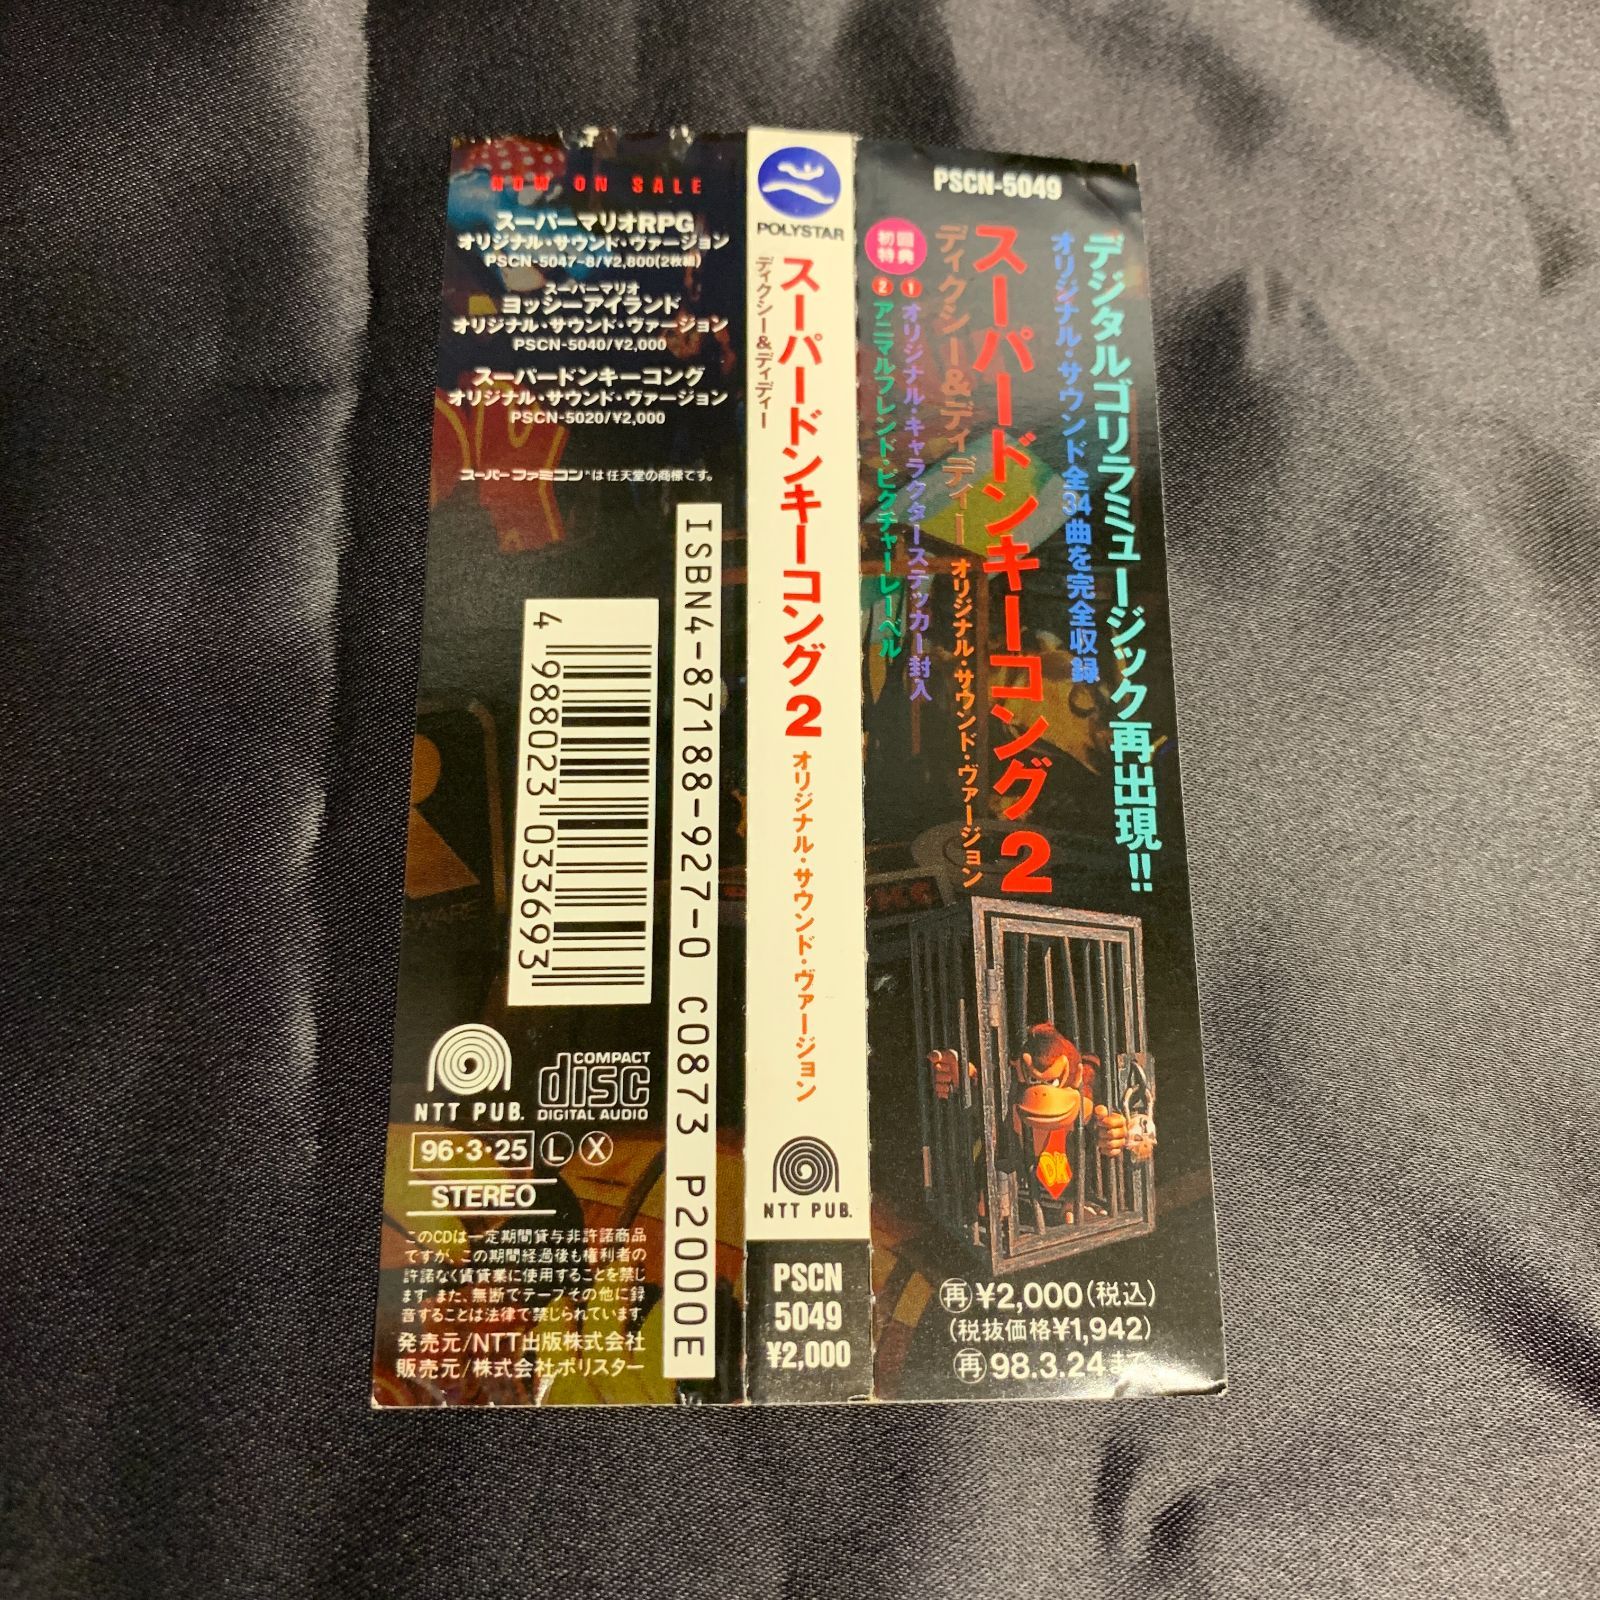 NOW ON SALE
スーパーマリオRPG
オリジナル・サウンド・ヴァージョン
PSCN-5047-8/¥2,800(2枚組)
スーパーマリオ
ヨッシーアイランド
オリジナル・サウンド・ヴァージョン
PSCN-5040/¥2,000
スーパードンキーコング
オリジナル・サウンド・ヴァージョン
PSCN-5020/¥2,000
スーパーファミコン®は任天堂の商標です。
ISBN4-87188-927-0 C0873 P2000E
4 988023 033693
NTT PUB.
COMPACT
disc
DIGITAL AUDIO
96・3・25 L X
STEREO
このCDは一定期間貸与非許諾商品
ですが、この期間経過後も権利者の
許諾なく賃貸業に使用することを禁じ
ます。また、無断でテープその他に録
音することは法律で禁じられています。
発売元/NTT出版株式会社
販売元/株式会社ポリスター
POLYSTAR
スーパードンキーコング2
ディクシー&ディディー
オリジナル・サウンド・ヴァージョン
NTT PUB.
PSCN
5049
¥2,000
PSCN-5049
デジタルゴリラミュージック再出現!!
オリジナル・サウンド全34曲を完全収録
スーパードンキーコング2
ディクシー&ディディー オリジナル・サウンド・ヴァージョン
初回
特典
1 オリジナル・キャラクターステッカー封入
2 アニマルフレンド・ピクチャーレーベル
DK
再 ¥2,000(税込)
(税抜価格¥1,942)
再 98.3.24まで